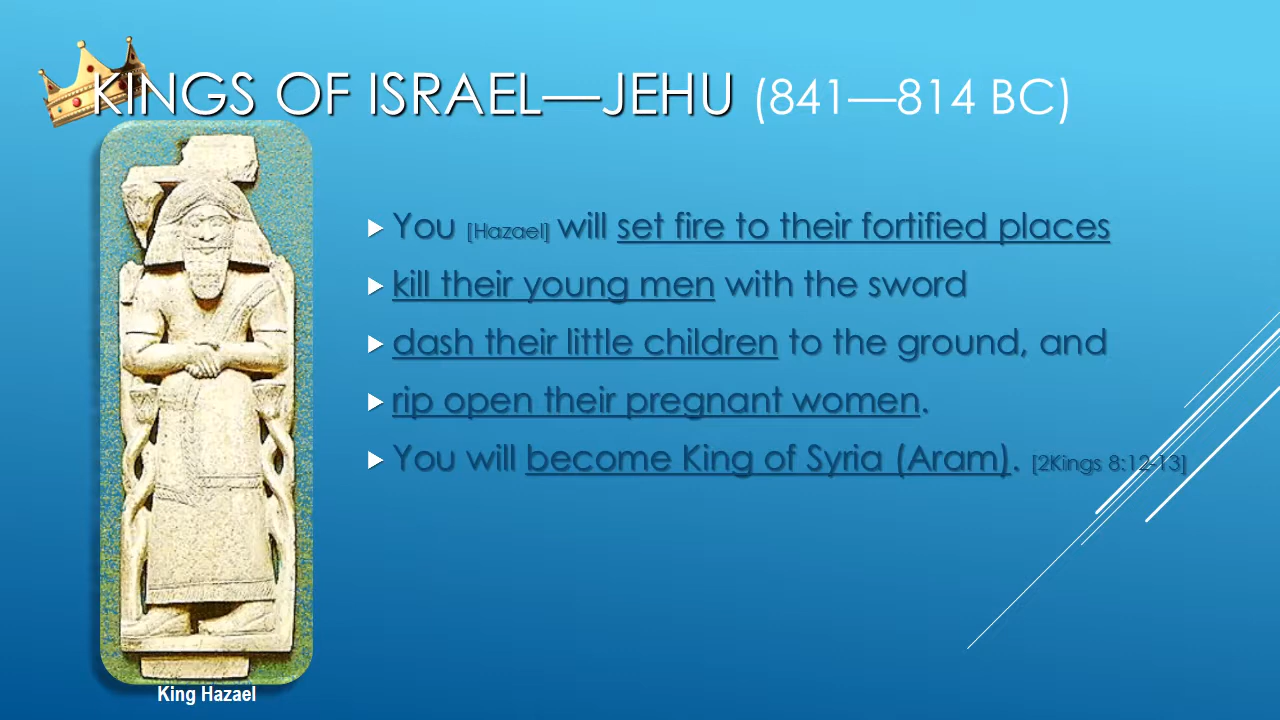 KINGS OF ISRAEL—JEHU (841—814 BC)
You [Hazael] will set fire to their fortified places
kill their young men with the sword
dash their little children to the ground, and
rip open their pregnant women.
You will become King of Syria (Aram). [2Kings 8:12-13]
King Hazael